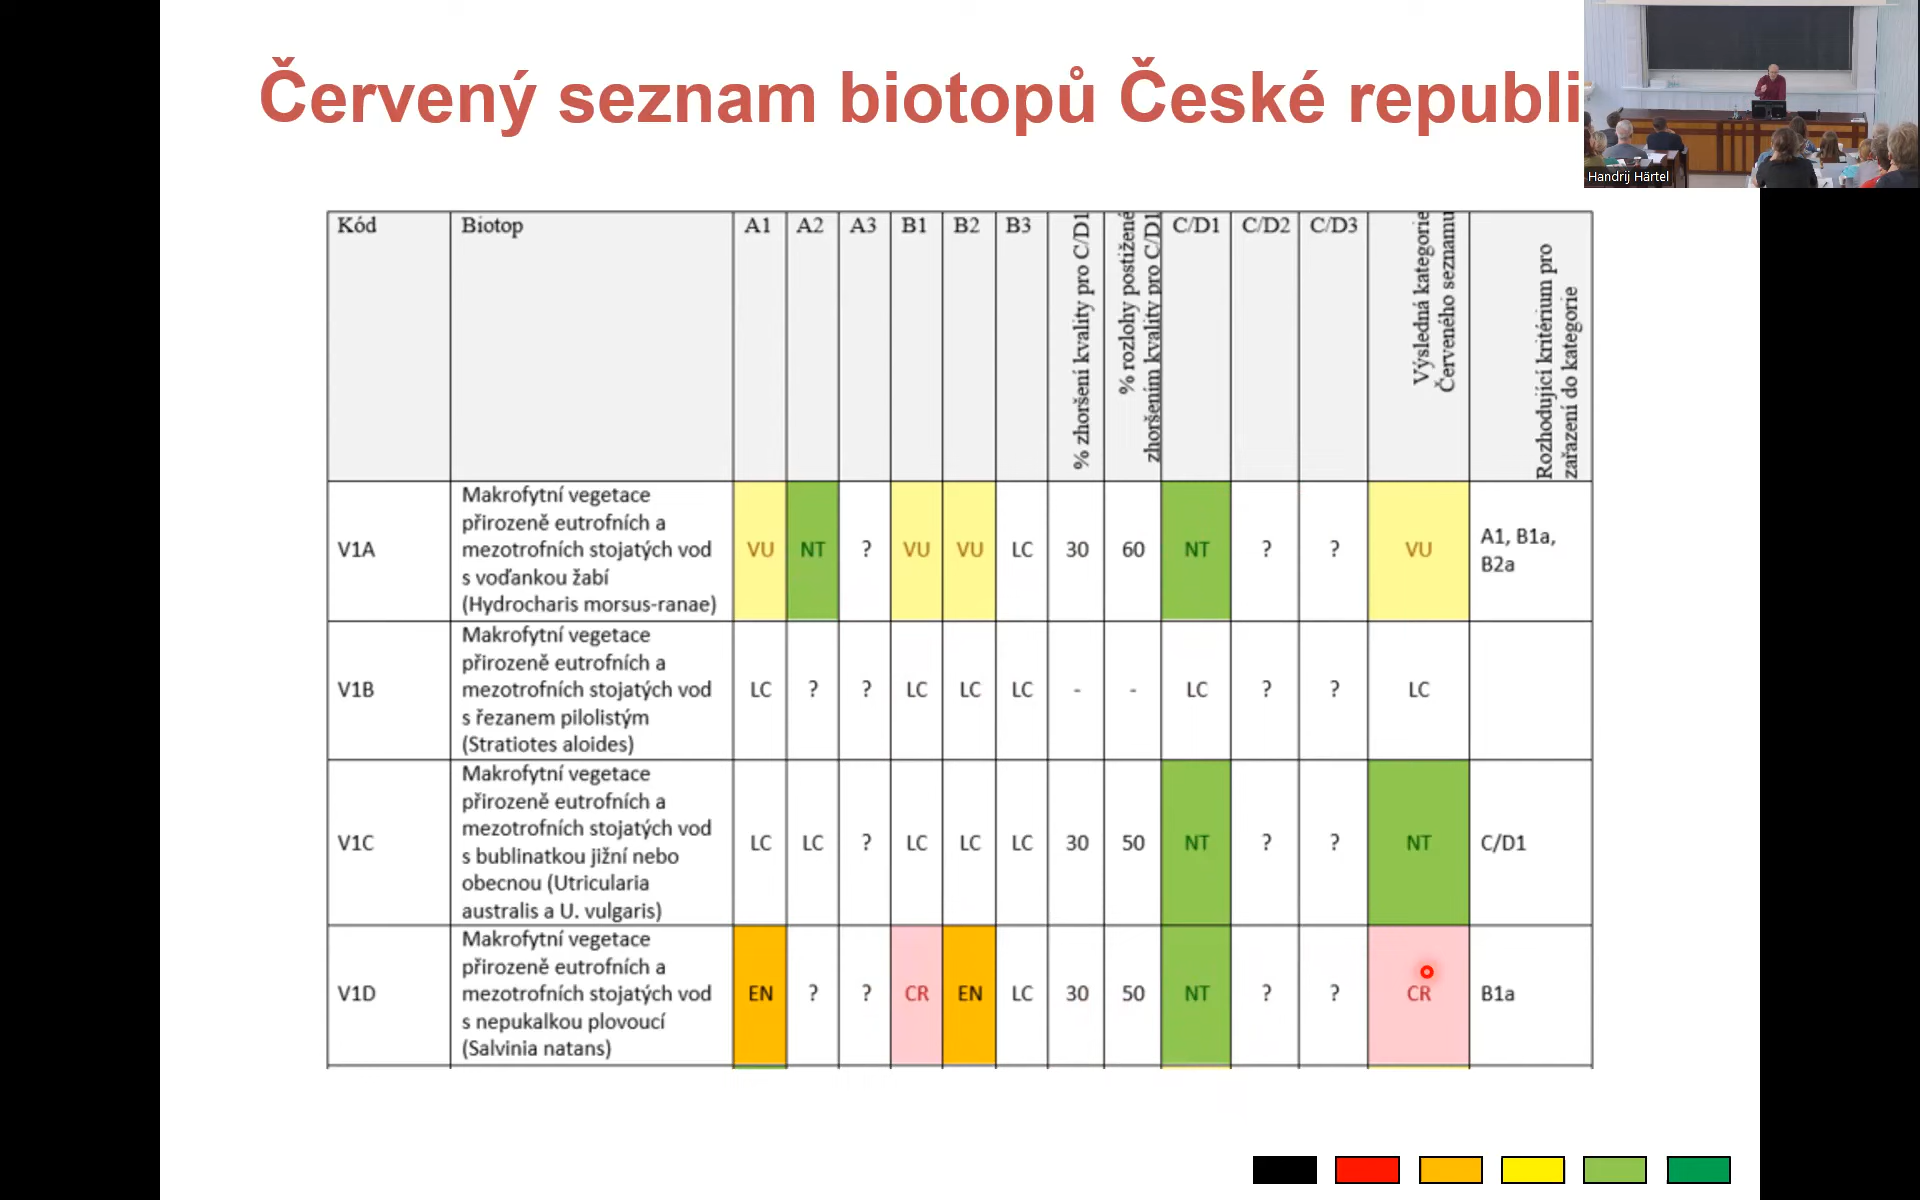 Červený seznam biotopů České republi
Handrij Härtel
Kód
Biotop
A1
A2
A3
B1
B2
B3
% zhoršení kvality pro C/D1
% rozlohy postižené
zhoršením kvality pro C/D1
C/D1
C/D2
C/D3
Výsledná kategorie
Červeného seznamu
Rozhodující kritérium pro
zařazení do kategorie
V1A
Makrofytní vegetace
přirozeně eutrofních a
mezotrofních stojatých vod
s voďankou žabí
(Hydrocharis morsus-ranae)
VU
NT
?
VU
VU
LC
30
60
NT
?
?
VU
A1, B1a,
B2a
V1B
Makrofytní vegetace
přirozeně eutrofních a
mezotrofních stojatých vod
s řezanem pilolistým
(Stratiotes aloides)
LC
?
?
LC
LC
LC
-
-
LC
?
?
LC
V1C
Makrofytní vegetace
přirozeně eutrofních a
mezotrofních stojatých vod
s bublinatkou jižní nebo
obecnou (Utricularia
australis a U. vulgaris)
LC
LC
?
LC
LC
LC
30
50
NT
?
?
NT
C/D1
V1D
Makrofytní vegetace
přirozeně eutrofních a
mezotrofních stojatých vod
s nepukalkou plovoucí
(Salvinia natans)
EN
?
?
CR
EN
LC
30
50
NT
?
?
CR
B1a